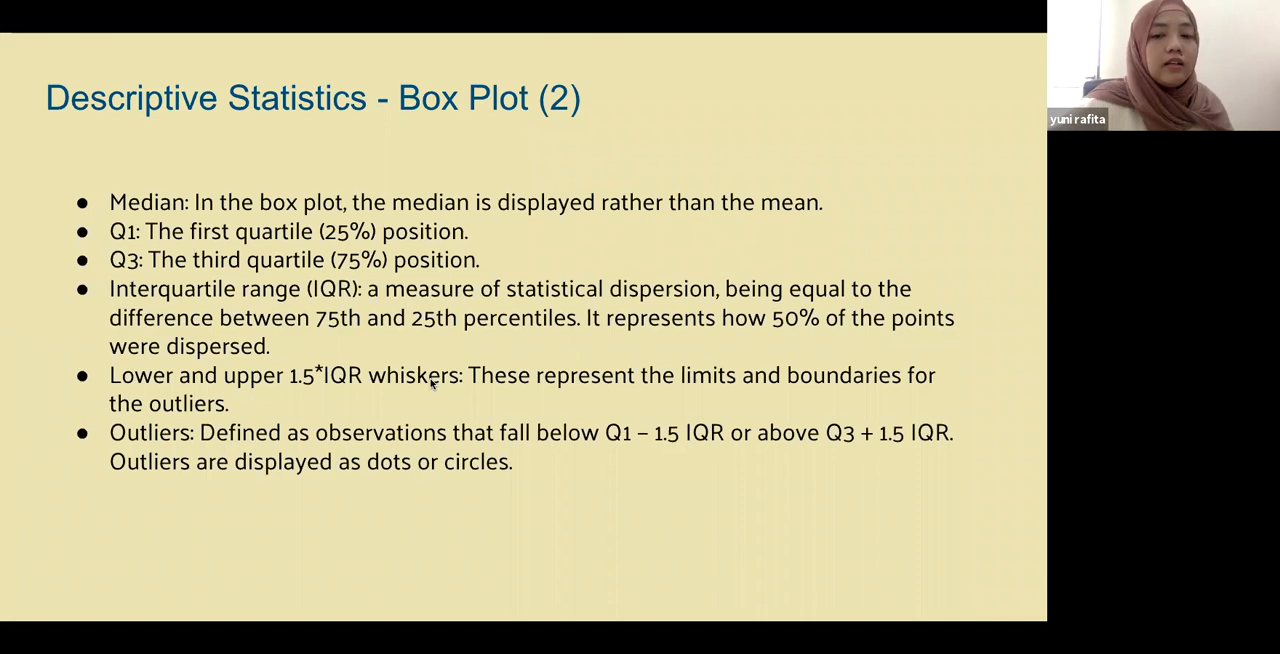 Descriptive Statistics - Box Plot (2)
● Median: In the box plot, the median is displayed rather than the mean.
● Q1: The first quartile (25%) position.
● Q3: The third quartile (75%) position.
● Interquartile range (IQR): a measure of statistical dispersion, being equal to the
difference between 75th and 25th percentiles. It represents how 50% of the points
were dispersed.
● Lower and upper 1.5*IQR whiskers: These represent the limits and boundaries for
the outliers.
● Outliers: Defined as observations that fall below Q1 − 1.5 IQR or above Q3 + 1.5 IQR.
Outliers are displayed as dots or circles.
yuni rafita